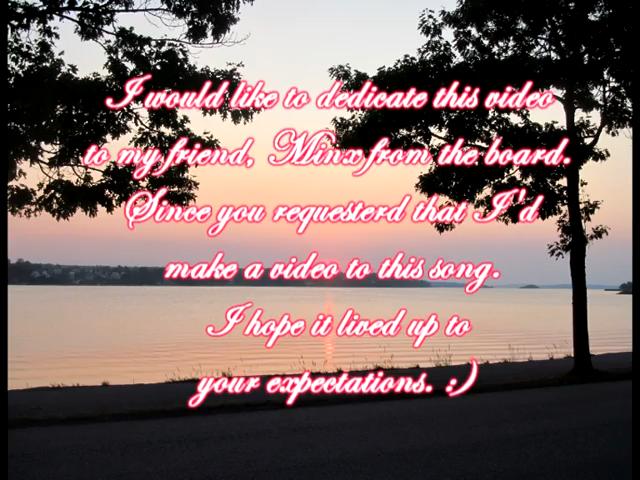 I would like to dedicate this video
to my friend, Minx from the board.
Since you requesterd that I'd
make a video to this song.
I hope it lived up to
your expectations. :)